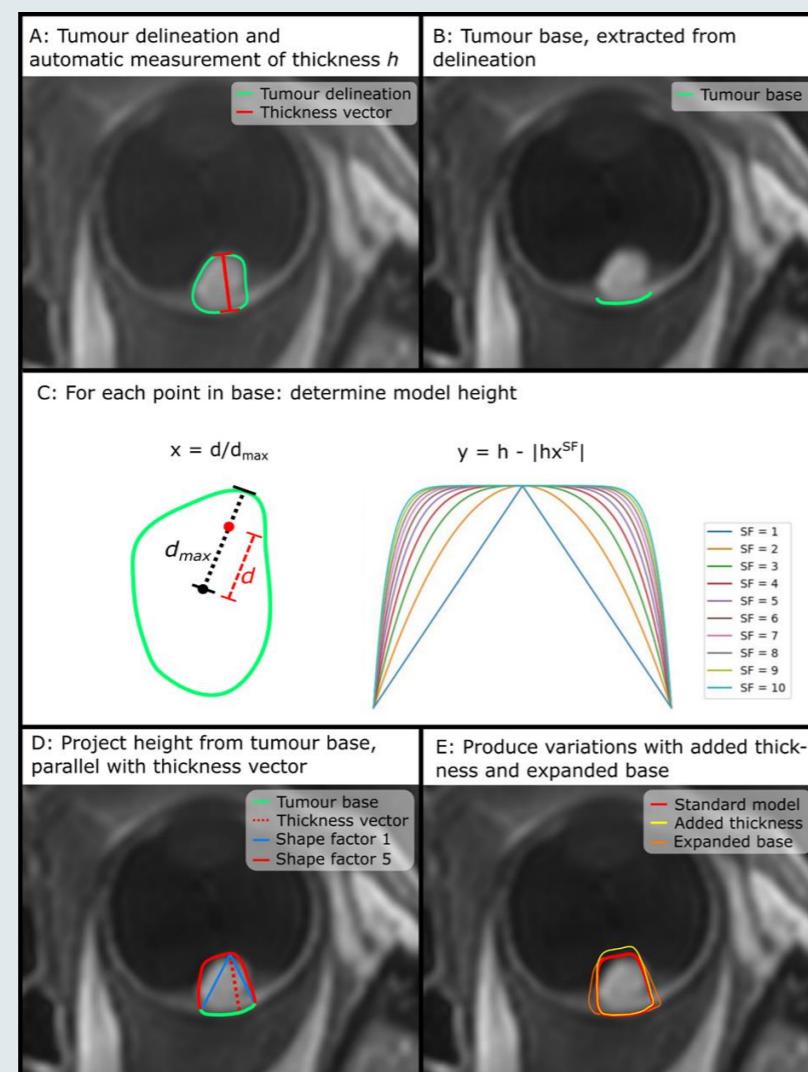 A: Tumour delineation and
automatic measurement of thickness h
Tumour delineation
Thickness vector
B: Tumour base, extracted from
delineation
Tumour base
C: For each point in base: determine model height
x = d/dmax
dmax
d
y = h - |hx^SF|
SF = 1
SF = 2
SF = 3
SF = 4
SF = 5
SF = 6
SF = 7
SF = 8
SF = 9
SF = 10
D: Project height from tumour base,
parallel with thickness vector
Tumour base
Thickness vector
Shape factor 1
Shape factor 5
E: Produce variations with added thick-
ness and expanded base
Standard model
Added thickness
Expanded base